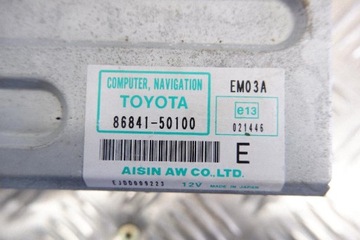 COMPUTER, NAVIGATION
TOYOTA
86841-50100
EM03A
e13
021446
E
AISIN AW CO., LTD.
12V MADE IN JAPAN